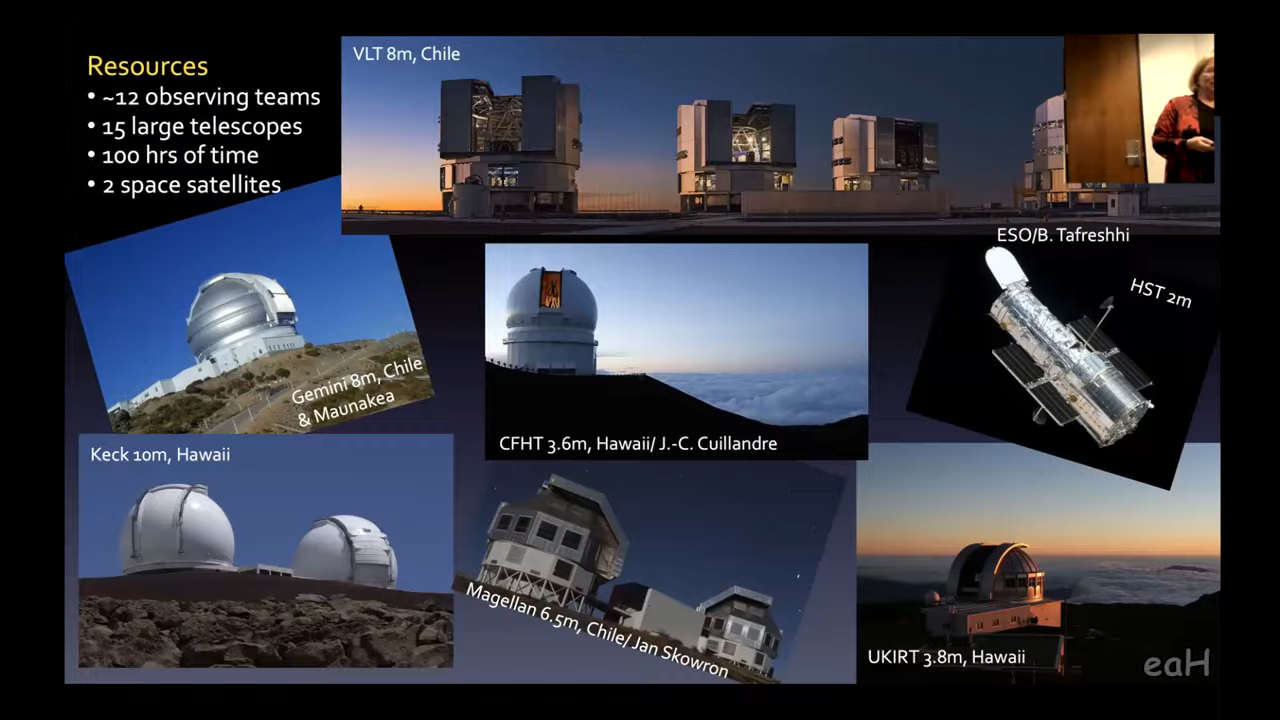 Resources
• ~12 observing teams
• 15 large telescopes
• 100 hrs of time
• 2 space satellites
VLT 8m, Chile
ESO/B. Tafreshhi
HST 2m
Gemini 8m, Chile
& Maunakea
CFHT 3.6m, Hawaii/ J.-C. Cuillandre
Keck 10m, Hawaii
Magellan 6.5m, Chile/ Jan Skowron
UKIRT 3.8m, Hawaii
eaH